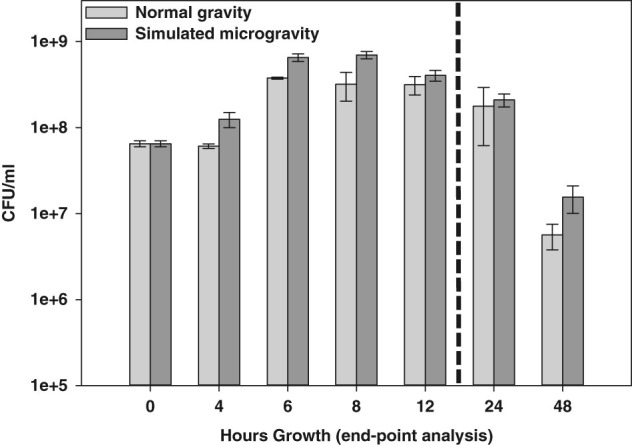 Normal gravity
Simulated microgravity
1e+9
1e+8
1e+7
1e+6
1e+5
CFU/ml
0 4 6 8 12 24 48
Hours Growth (end-point analysis)